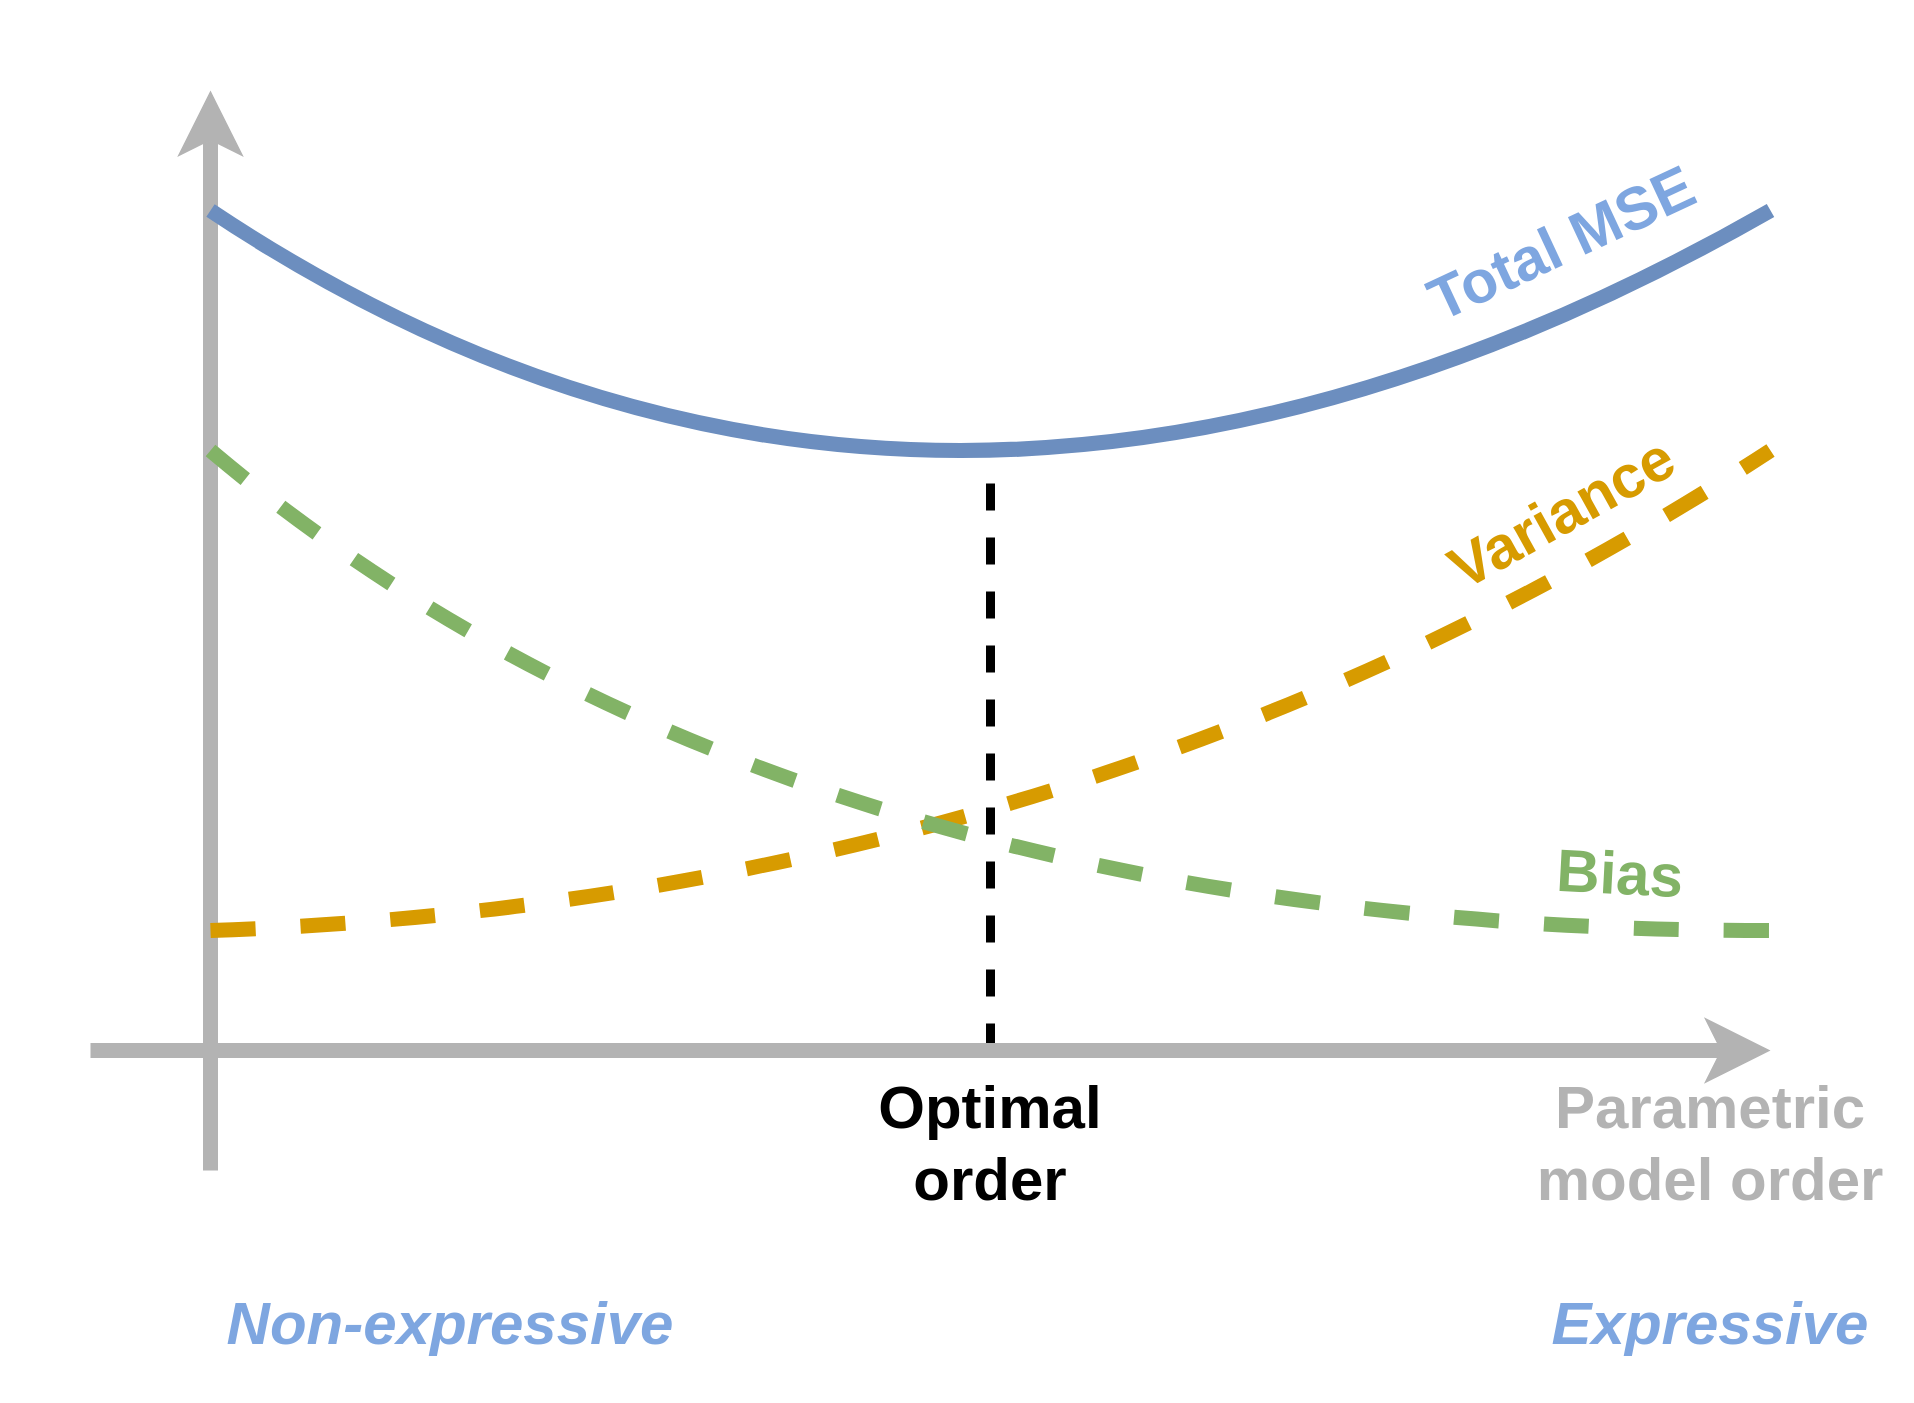 Total MSE
Variance
Bias
Optimal
order
Parametric
model order
Non-expressive
Expressive